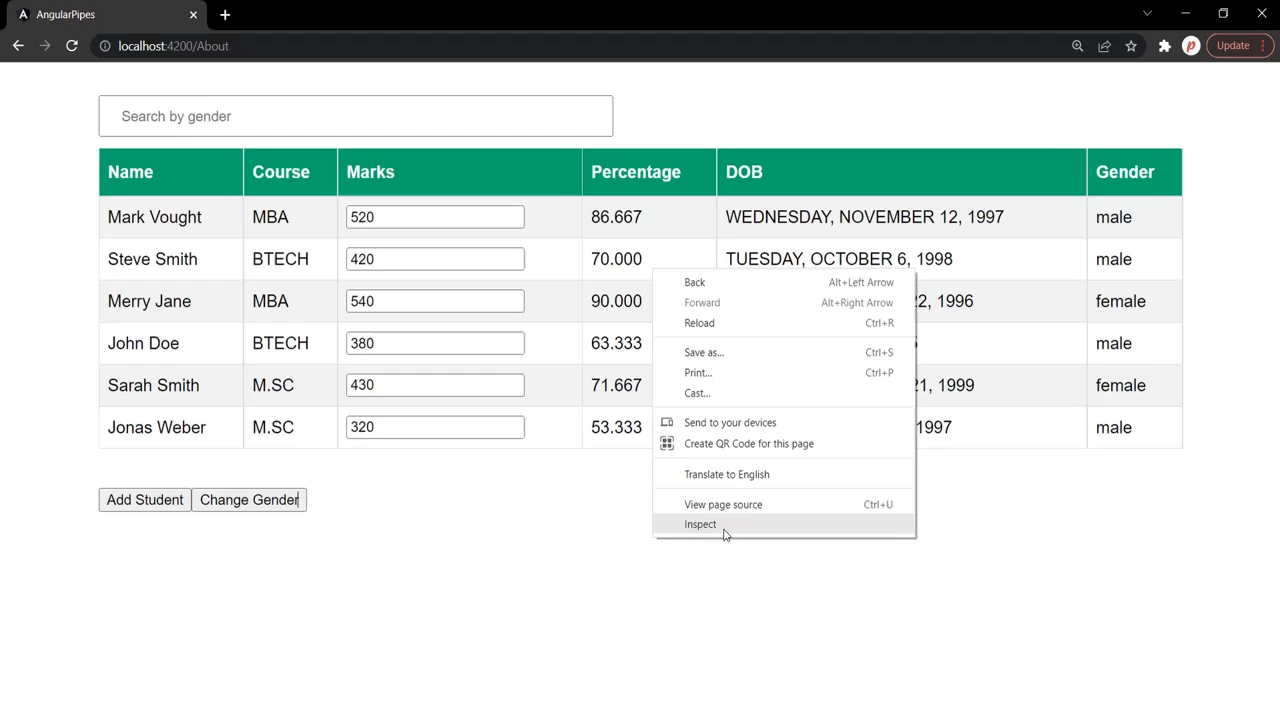 AngularPipes
localhost:4200/About
Update
Search by gender
Name Course Marks Percentage DOB Gender
Mark Vought MBA 520 86.667 WEDNESDAY, NOVEMBER 12, 1997 male
Steve Smith BTECH 420 70.000 TUESDAY, OCTOBER 6, 1998 male
Merry Jane MBA 540 90.000 2, 1996 female
John Doe BTECH 380 63.333 male
Sarah Smith M.SC 430 71.667 21, 1999 female
Jonas Weber M.SC 320 53.333 1997 male
Add Student Change Gender
Back Alt+Left Arrow
Forward Alt+Right Arrow
Reload Ctrl+R
Save as... Ctrl+S
Print... Ctrl+P
Cast...
Send to your devices
Create QR Code for this page
Translate to English
View page source Ctrl+U
Inspect